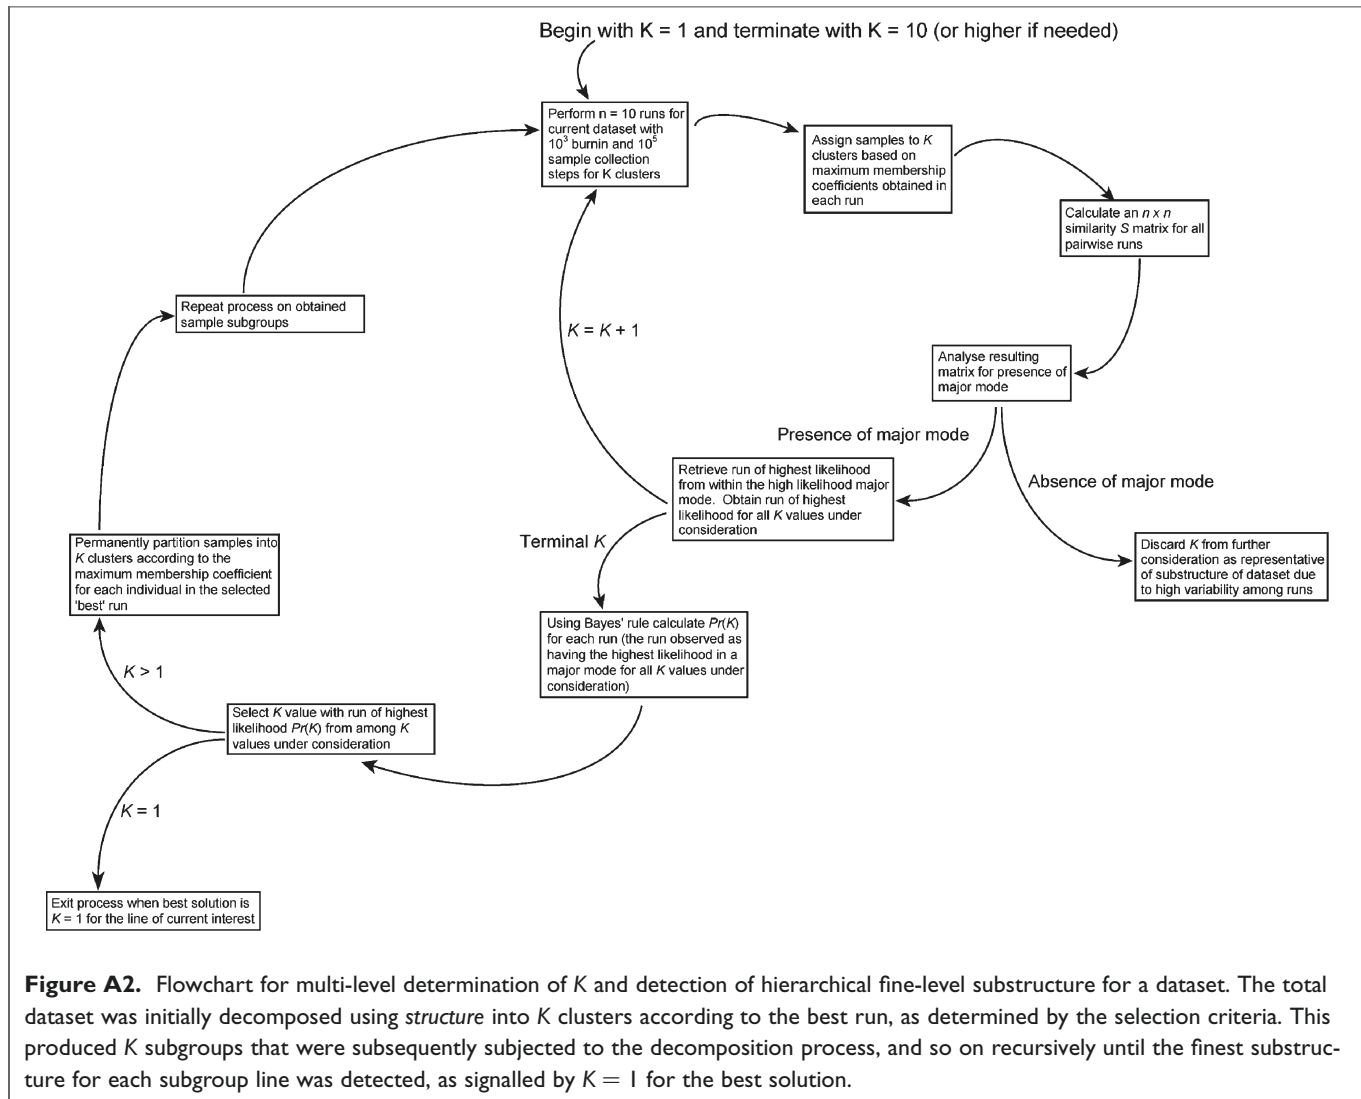 Begin with K = 1 and terminate with K = 10 (or higher if needed)
Perform n = 10 runs for
current dataset with
10³ burnin and 10⁵
sample collection
steps for K clusters
Assign samples to K
clusters based on
maximum membership
coefficients obtained in
each run
Calculate an n x n
similarity S matrix for all
pairwise runs
Repeat process on obtained
sample subgroups
K = K + 1
Analyse resulting
matrix for presence of
major mode
Presence of major mode
Retrieve run of highest likelihood
from within the high likelihood major
mode. Obtain run of highest
likelihood for all K values under
consideration
Absence of major mode
Terminal K
Discard K from further
consideration as representative
of substructure of dataset due
to high variability among runs
Permanently partition samples into
K clusters according to the
maximum membership coefficient
for each individual in the selected
'best' run
Using Bayes' rule calculate Pr(K)
for each run (the run observed as
having the highest likelihood in a
major mode for all K values under
consideration)
K > 1
Select K value with run of highest
likelihood Pr(K) from among K
values under consideration
K = 1
Exit process when best solution is
K = 1 for the line of current interest
Figure A2. Flowchart for multi-level determination of K and detection of hierarchical fine-level substructure for a dataset. The total
dataset was initially decomposed using structure into K clusters according to the best run, as determined by the selection criteria. This
produced K subgroups that were subsequently subjected to the decomposition process, and so on recursively until the finest substruc-
ture for each subgroup line was detected, as signalled by K = 1 for the best solution.